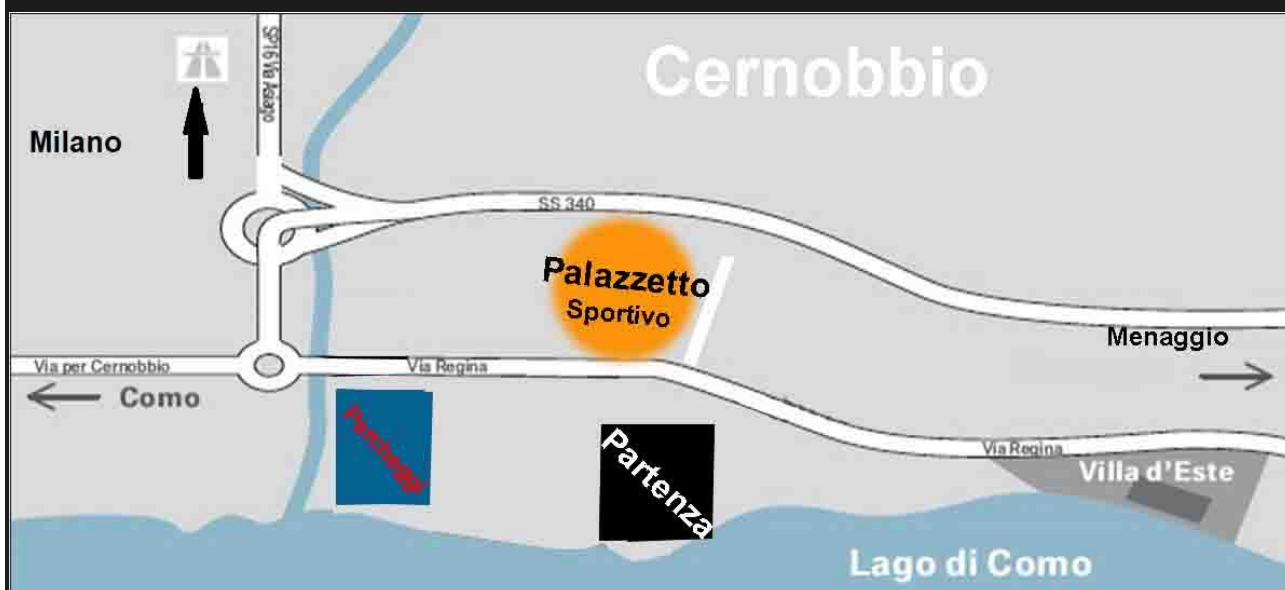 Cernobbio
SP16 Via Asiago
Milano
SS 340
Palazzetto
Sportivo
Menaggio
Via per Cernobbio
Via Regina
Como
Parcheggi
Partenza
Via Regina
Villa d'Este
Lago di Como